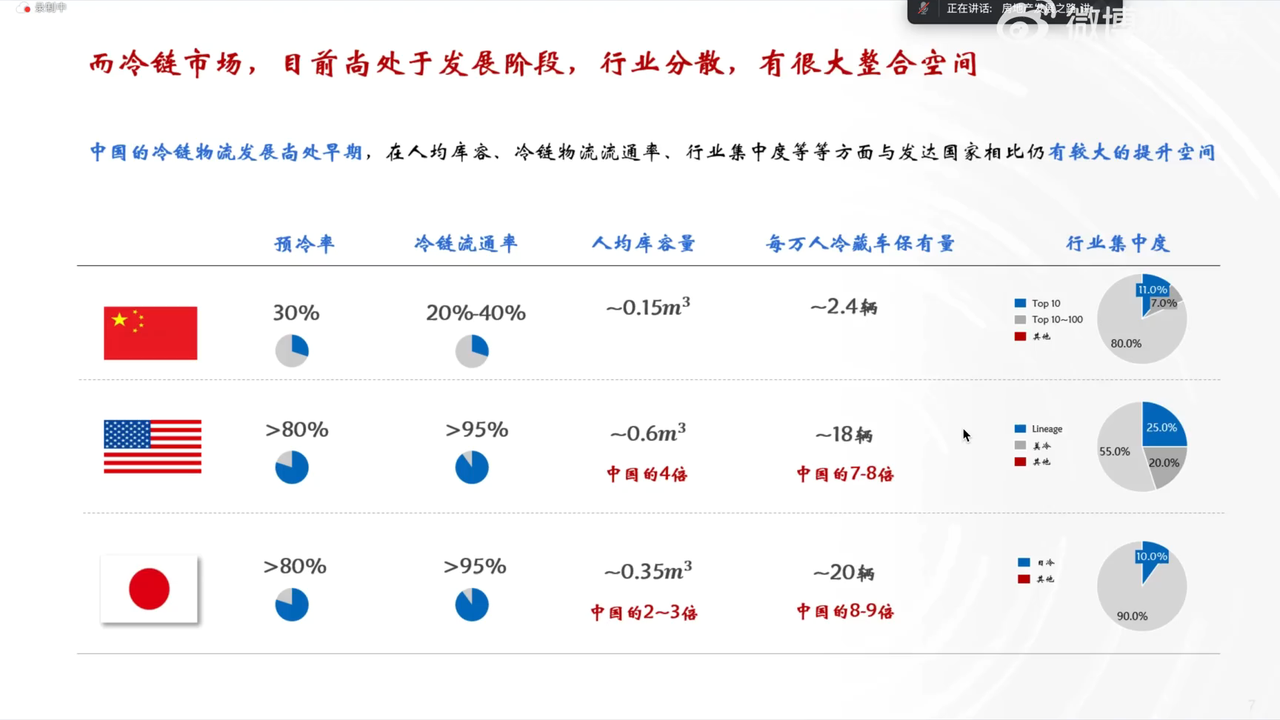 录制中
正在讲话: 房地产发展之路 讲
微博
而冷链市场，目前尚处于发展阶段，行业分散，有很大整合空间
中国的冷链物流发展尚处早期，在人均库容、冷链物流流通率、行业集中度等等方面与发达国家相比仍有较大的提升空间
预冷率 冷链流通率 人均库容量 每万人冷藏车保有量 行业集中度
30% 20%-40% ~0.15m³ ~2.4辆
Top 10
Top 10~100
其他
11.0%
7.0%
80.0%
>80% >95% ~0.6m³ ~18辆
中国的4倍 中国的7-8倍
Lineage
美冷
其他
25.0%
20.0%
55.0%
>80% >95% ~0.35m³ ~20辆
中国的2~3倍 中国的8-9倍
日冷
其他
10.0%
90.0%
7